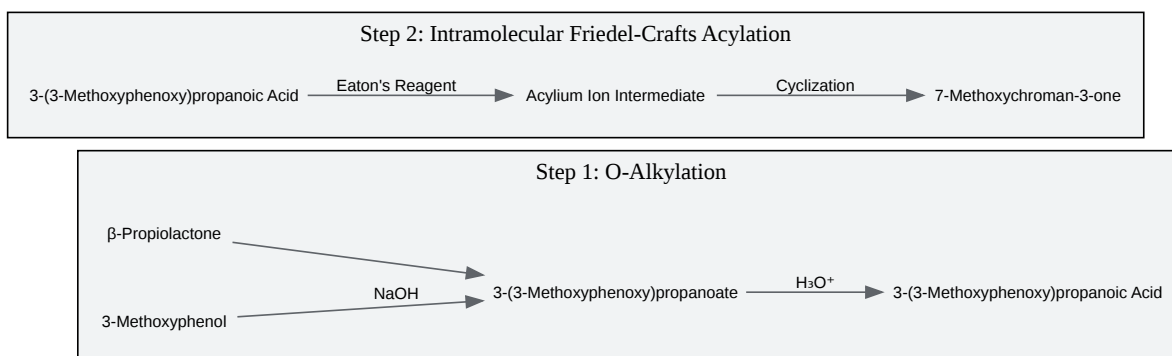 Step 2: Intramolecular Friedel-Crafts Acylation
3-(3-Methoxyphenoxy)propanoic Acid
Eaton's Reagent
Acylium Ion Intermediate
Cyclization
7-Methoxychroman-3-one
Step 1: O-Alkylation
β-Propiolactone
3-Methoxyphenol
NaOH
3-(3-Methoxyphenoxy)propanoate
H₃O⁺
3-(3-Methoxyphenoxy)propanoic Acid